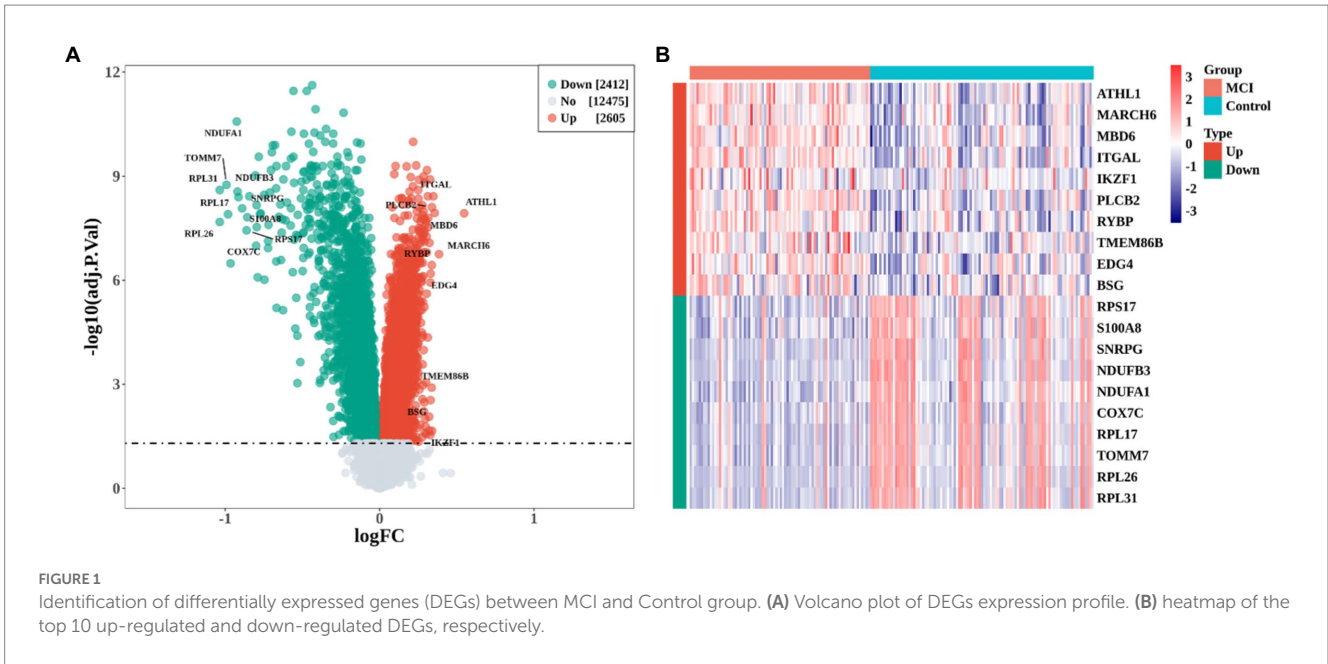 A
12
9
6
3
0
-log10(adj.P.Val)
-1
0
1
logFC
Down [2412]
No [12475]
Up [2605]
NDUFA1
TOMM7
RPL31
NDUFB3
RPL17
SNRPG
S100A8
RPL26
RPS17
COX7C
ITGAL
PLCB2
ATHL1
MBD6
MARCH6
RYBP
EDG4
TMEM86B
BSG
IKZF1
B
ATHL1
MARCH6
MBD6
ITGAL
IKZF1
PLCB2
RYBP
TMEM86B
EDG4
BSG
RPS17
S100A8
SNRPG
NDUFB3
NDUFA1
COX7C
RPL17
TOMM7
RPL26
RPL31
3
2
1
0
-1
-2
-3
Group
MCI
Control
Type
Up
Down
FIGURE 1
Identification of differentially expressed genes (DEGs) between MCI and Control group. (A) Volcano plot of DEGs expression profile. (B) heatmap of the
top 10 up-regulated and down-regulated DEGs, respectively.